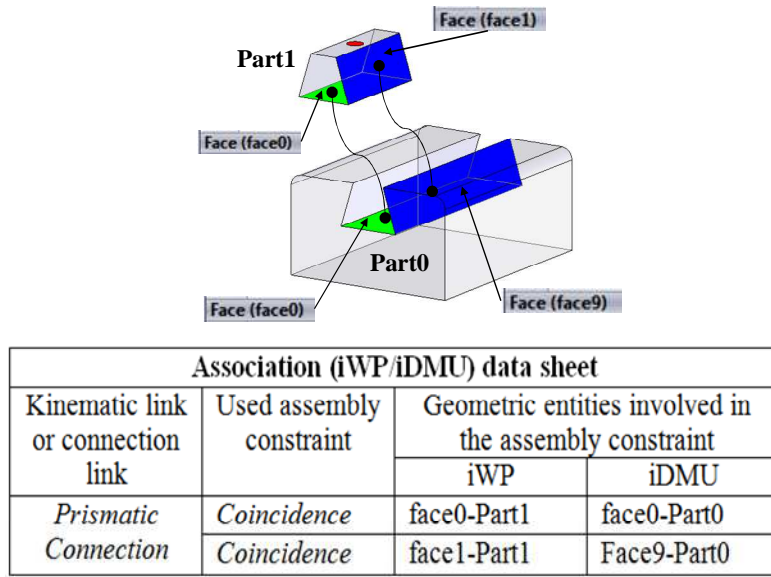 Face (face1)
Part1
Face (face0)
Part0
Face (face0)
Face (face9)
Association (iWP/iDMU) data sheet
Kinematic link
or connection
link
Used assembly
constraint
Geometric entities involved in
the assembly constraint
iWP
iDMU
Prismatic
Connection
Coincidence
face0-Part1
face0-Part0
Coincidence
face1-Part1
Face9-Part0